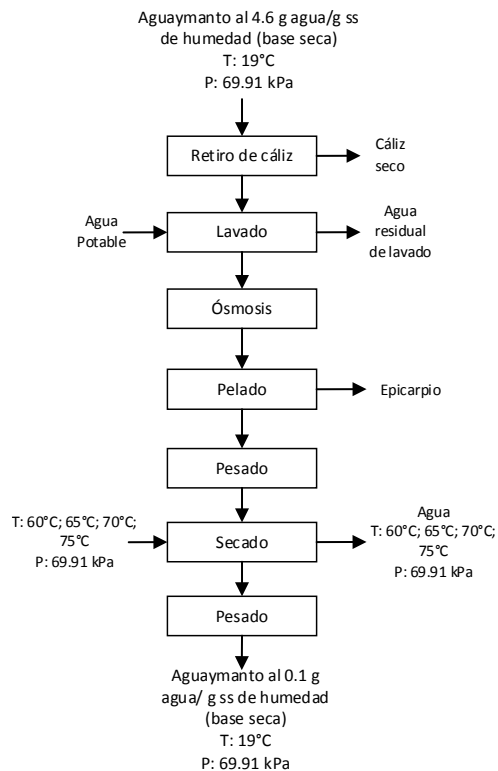 Aguaymanto al 4.6 g agua/g ss
de humedad (base seca)
T: 19°C
P: 69.91 kPa
Retiro de cáliz
Cáliz
seco
Agua
Potable
Lavado
Agua
residual
de lavado
Ósmosis
Pelado
Epicarpio
Pesado
T: 60°C; 65°C; 70°C;
75°C
P: 69.91 kPa
Secado
Agua
T: 60°C; 65°C; 70°C;
75°C
P: 69.91 kPa
Pesado
Aguaymanto al 0.1 g
agua/ g ss de humedad
(base seca)
T: 19°C
P: 69.91 kPa